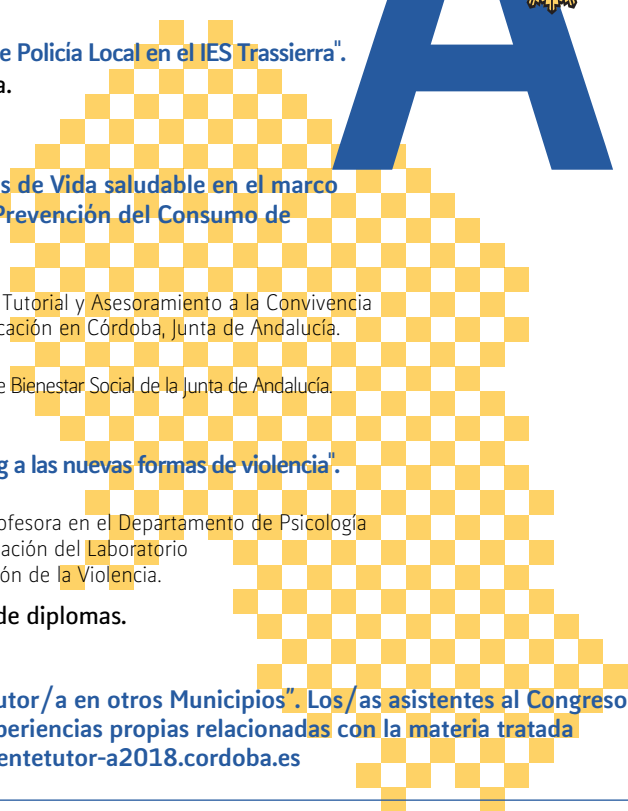 A
e Policía Local en el IES Trassierra".
a.
s de Vida saludable en el marco
Prevención del Consumo de
Tutorial y Asesoramiento a la Convivencia
cación en Córdoba, Junta de Andalucía.
e Bienestar Social de la Junta de Andalucía.
g a las nuevas formas de violencia".
ofesora en el Departamento de Psicología
ación del Laboratorio
ón de la Violencia.
de diplomas.
utor/a en otros Municipios". Los/as asistentes al Congreso
periencias propias relacionadas con la materia tratada
entetutor-a2018.cordoba.es